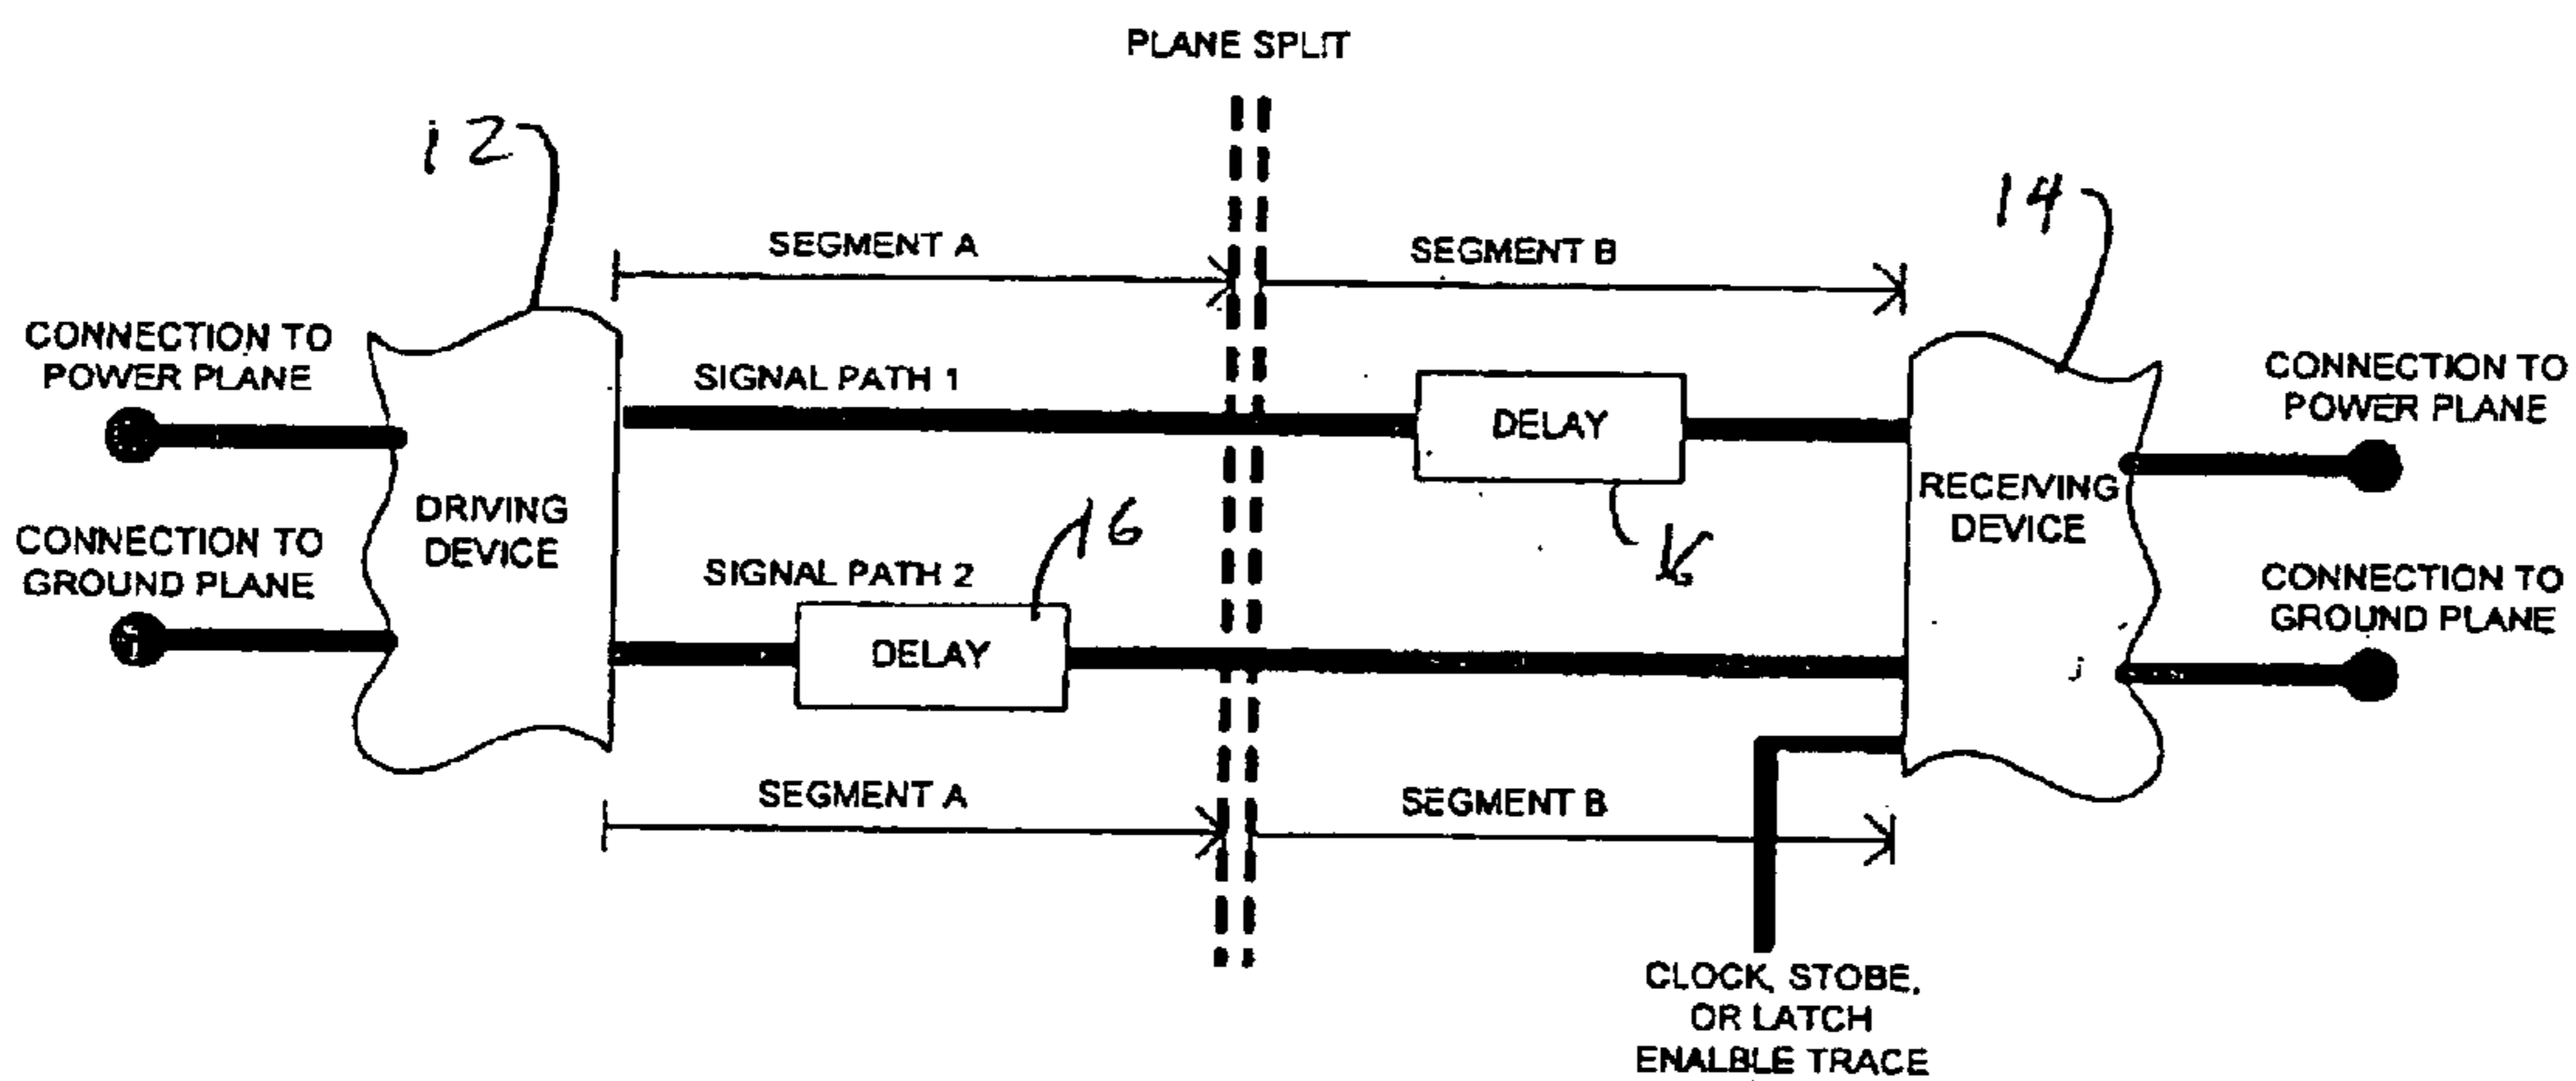 PLANE SPLIT
12
14
SEGMENT A
SEGMENT B
CONNECTION TO
POWER PLANE
SIGNAL PATH 1
DELAY
CONNECTION TO
POWER PLANE
DRIVING
DEVICE
RECEIVING
DEVICE
16
16
CONNECTION TO
GROUND PLANE
SIGNAL PATH 2
DELAY
CONNECTION TO
GROUND PLANE
SEGMENT A
SEGMENT B
CLOCK, STOBE,
OR LATCH
ENALBLE TRACE